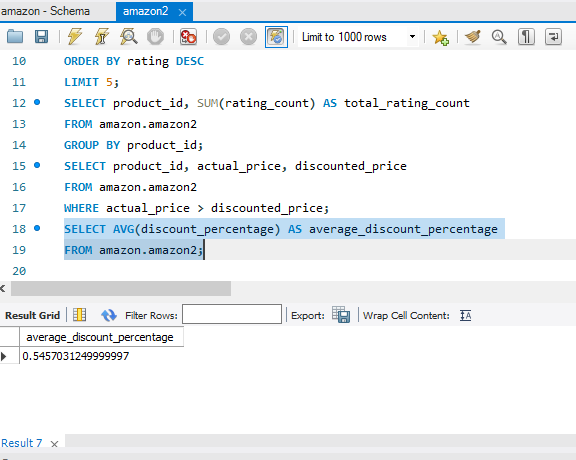 amazon - Schema
amazon2
Limit to 1000 rows
10 ORDER BY rating DESC
11 LIMIT 5;
12 SELECT product_id, SUM(rating_count) AS total_rating_count
13 FROM amazon.amazon2
14 GROUP BY product_id;
15 SELECT product_id, actual_price, discounted_price
16 FROM amazon.amazon2
17 WHERE actual_price > discounted_price;
18 SELECT AVG(discount_percentage) AS average_discount_percentage
19 FROM amazon.amazon2;
20
Result Grid Filter Rows: Export: Wrap Cell Content:
average_discount_percentage
0.5457031249999997
Result 7